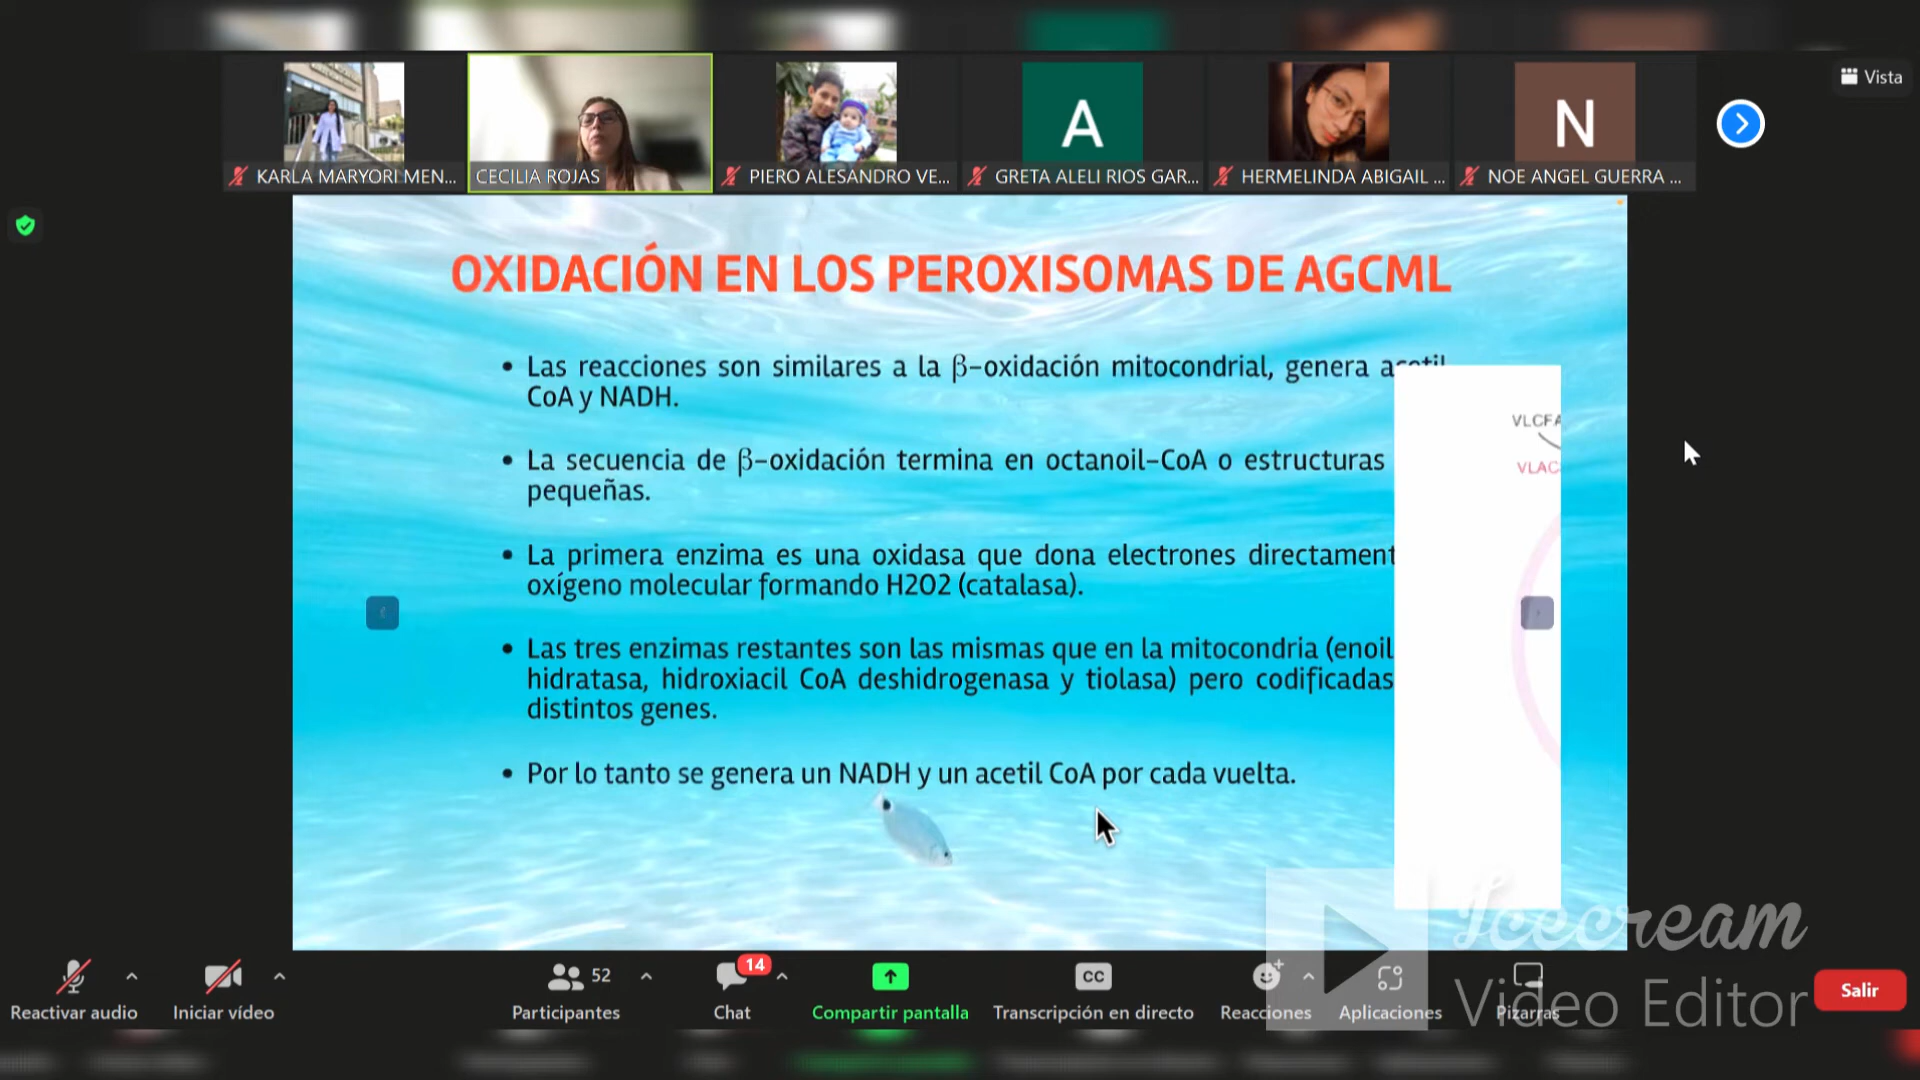 Vista
KARLA MARYORI MEN...
CECILIA ROJAS
PIERO ALESANDRO VE...
A
GRETA ALELI RIOS GAR...
HERMELINDA ABIGAIL ...
N
NOE ANGEL GUERRA ...
OXIDACIÓN EN LOS PEROXISOMAS DE AGCML
• Las reacciones son similares a la β-oxidación mitocondrial, genera acetil
CoA y NADH.
• La secuencia de β-oxidación termina en octanoil-CoA o estructuras
pequeñas.
• La primera enzima es una oxidasa que dona electrones directament
oxígeno molecular formando H2O2 (catalasa).
• Las tres enzimas restantes son las mismas que en la mitocondria (enoil
hidratasa, hidroxiacil CoA deshidrogenasa y tiolasa) pero codificadas
distintos genes.
• Por lo tanto se genera un NADH y un acetil CoA por cada vuelta.
VLCFA
VLAC
Icecream
Video Editor
Reactivar audio
Iniciar vídeo
52
Participantes
14
Chat
Compartir pantalla
CC
Transcripción en directo
Reacciones
Aplicaciones
Pizarras
Salir